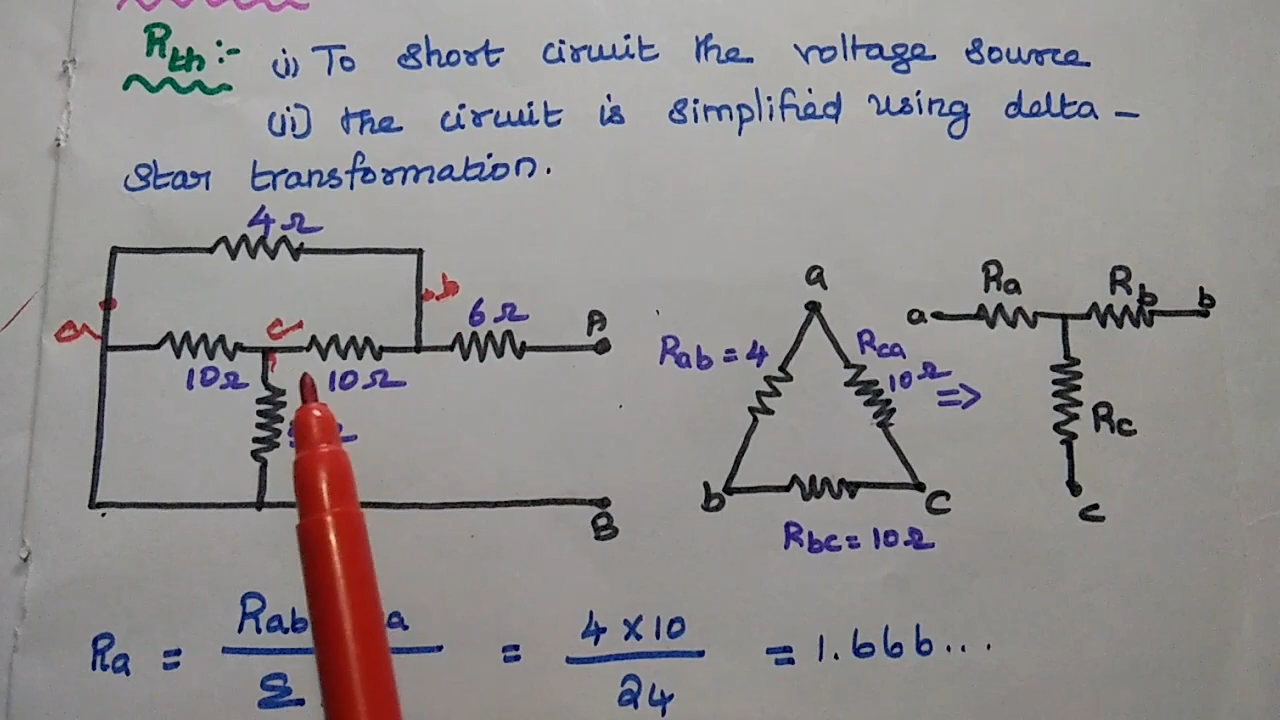 Rth :- (i) To short circuit the voltage source
(ii) the circuit is simplified using delta-
star transformation.
4Ω
a
b
c
10Ω
10Ω
6Ω
A
B
a
Rab = 4
Rca
10Ω
b
c
Rbc = 10Ω
⇒
a
Ra
Rb
b
Rc
c
Ra = Rab a / Σ = 4 x 10 / 24 = 1.666...